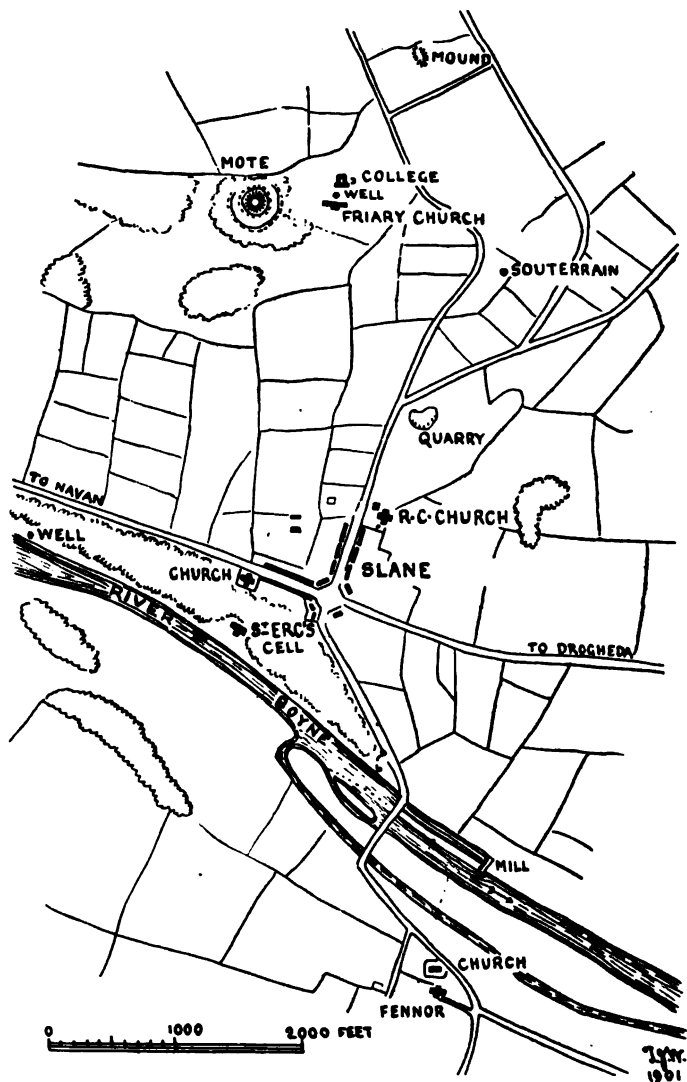 MOUND
MOTE
COLLEGE
WELL
FRIARY CHURCH
SOUTERRAIN
QUARRY
TO NAVAN
R.C. CHURCH
WELL
CHURCH
SLANE
RIVER
ST ERC'S
CELL
TO DROGHEDA
BOYNE
MILL
CHURCH
FENNOR
0 1000 2000 FEET
1901